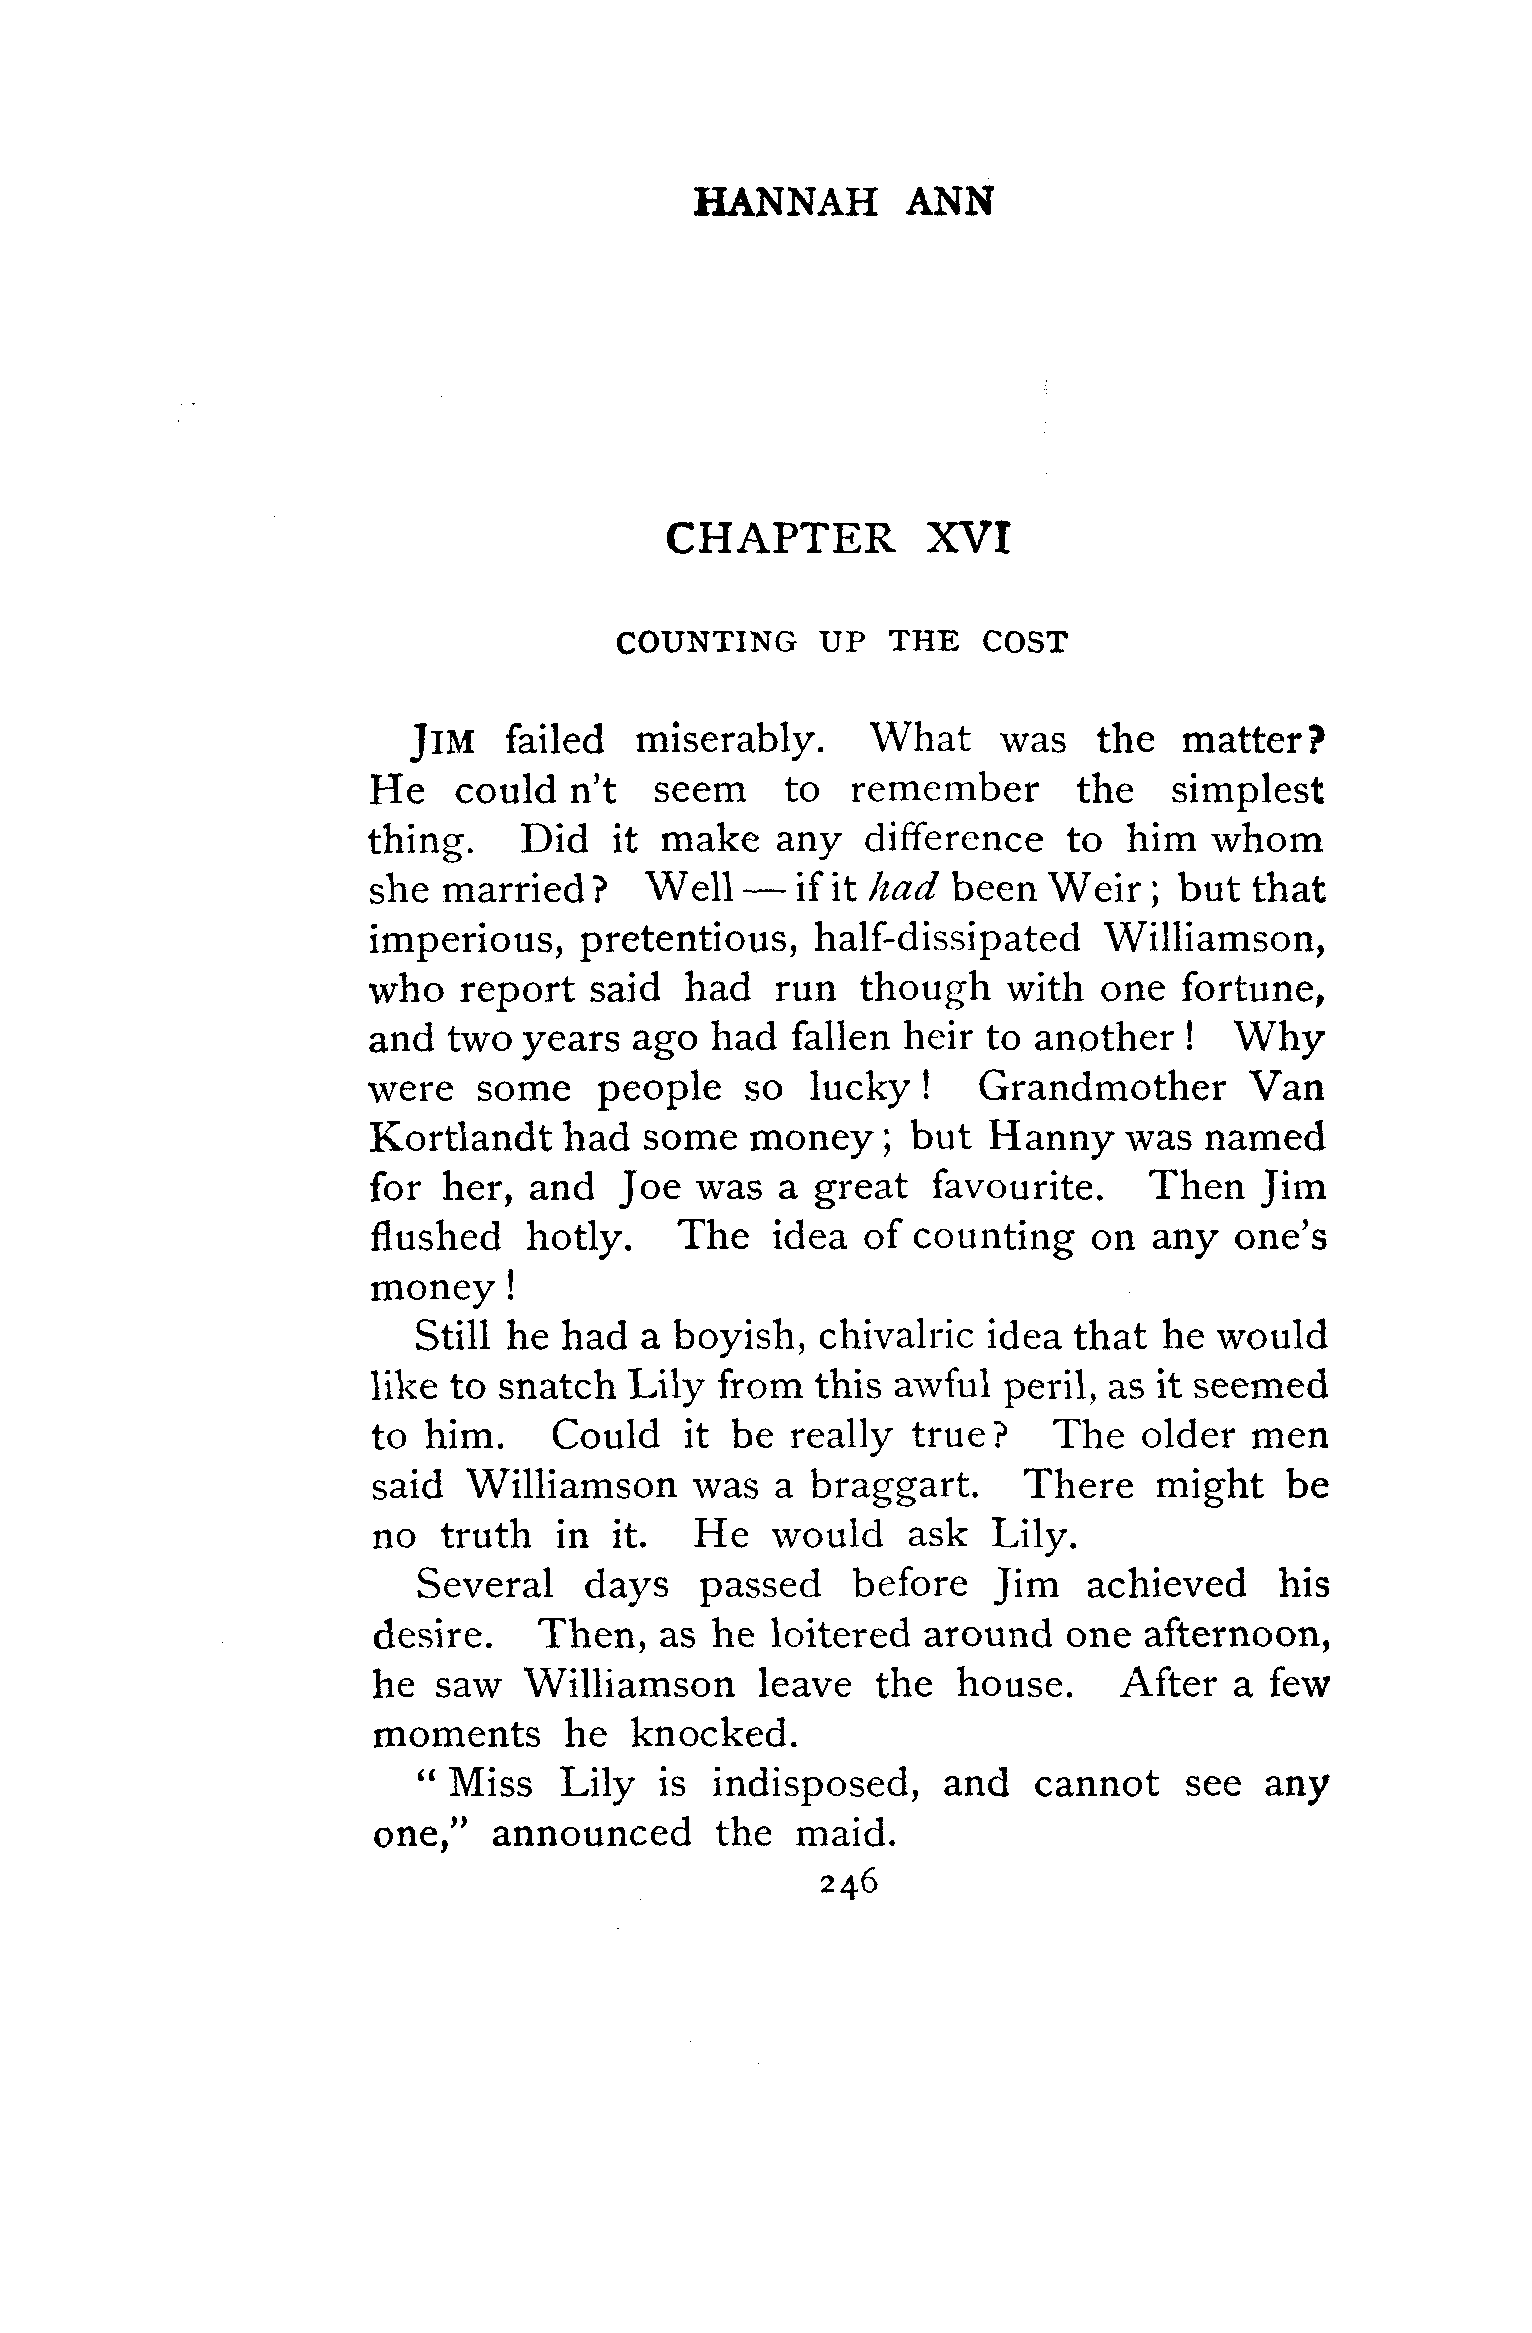 HANNAH ANN
CHAPTER XVI
COUNTING UP THE COST
JIM failed miserably. What was the matter?
He could n't seem to remember the simplest
thing. Did it make any difference to him whom
she married? Well — if it had been Weir; but that
imperious, pretentious, half-dissipated Williamson,
who report said had run though with one fortune,
and two years ago had fallen heir to another! Why
were some people so lucky! Grandmother Van
Kortlandt had some money; but Hanny was named
for her, and Joe was a great favourite. Then Jim
flushed hotly. The idea of counting on any one's
money!
Still he had a boyish, chivalric idea that he would
like to snatch Lily from this awful peril, as it seemed
to him. Could it be really true? The older men
said Williamson was a braggart. There might be
no truth in it. He would ask Lily.
Several days passed before Jim achieved his
desire. Then, as he loitered around one afternoon,
he saw Williamson leave the house. After a few
moments he knocked.
“Miss Lily is indisposed, and cannot see any
one,” announced the maid.
246